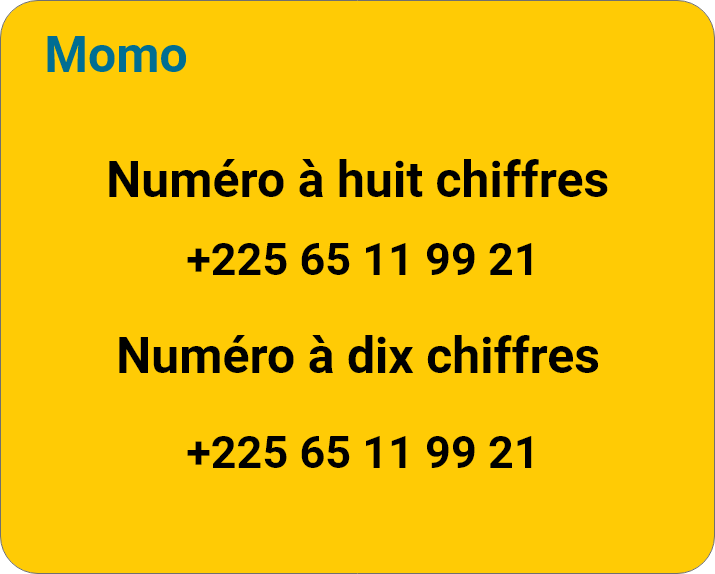 Momo
Numéro à huit chiffres
+225 65 11 99 21
Numéro à dix chiffres
+225 65 11 99 21